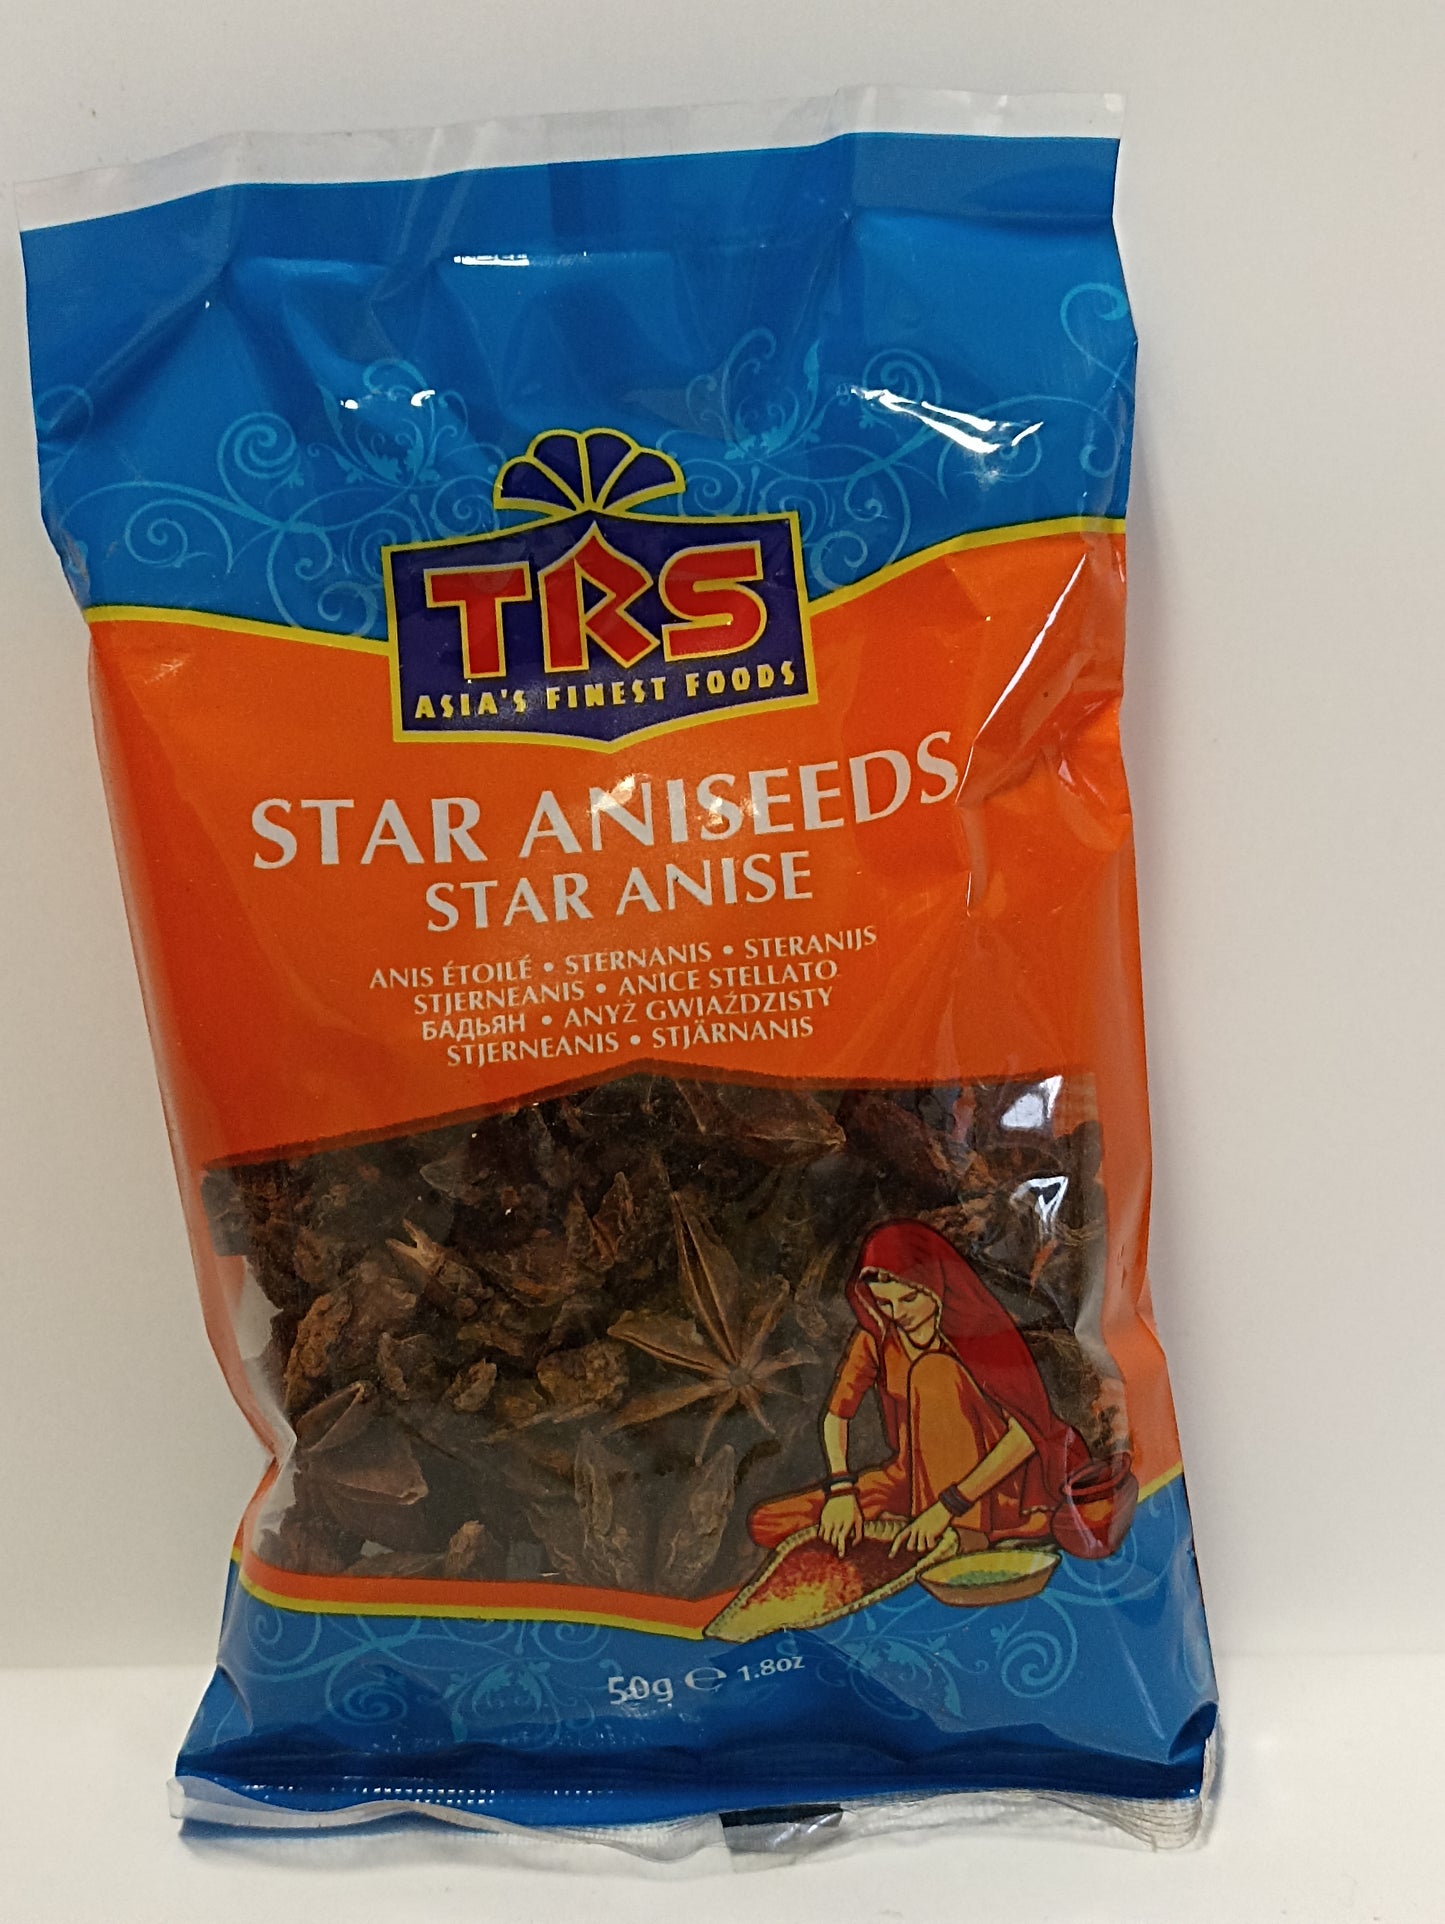 TRS
ASIA'S FINEST FOODS
STAR ANISEEDS
STAR ANISE
ANIS ÉTOILÉ • STERNANIS • STERANIJS
STJERNEANIS • ANICE STELLATO
БАДЬЯН • ANYŻ GWIAŹDZISTY
STJERNEANIS • STJÄRNANIS
50g ℮ 1.8oz